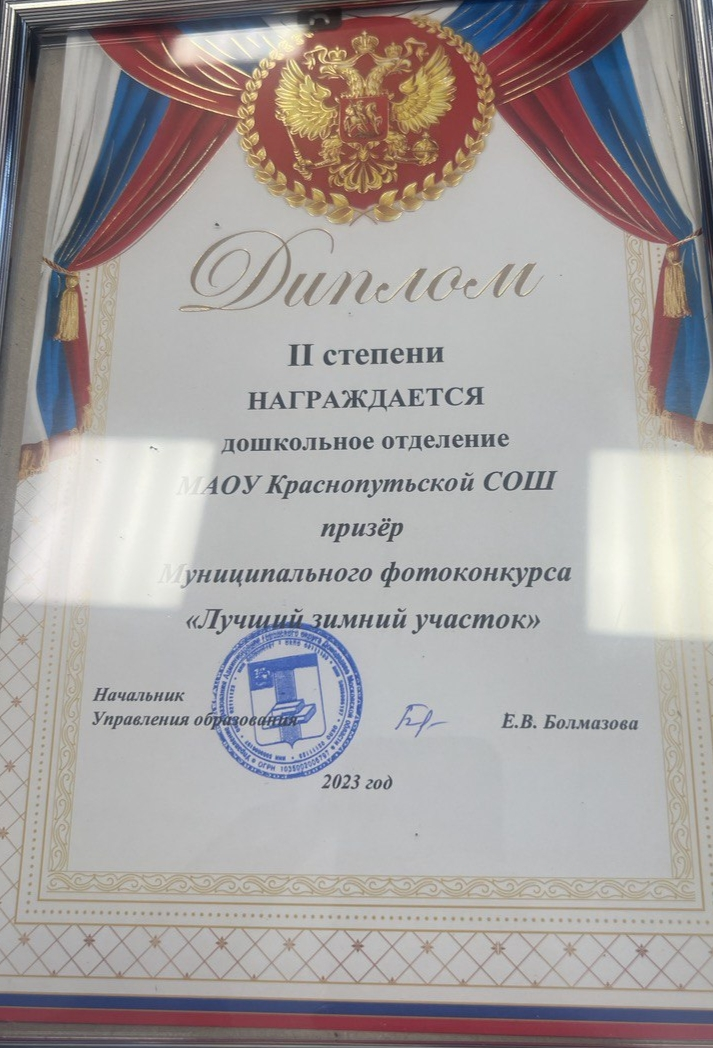 Диплом
II степени
НАГРАЖДАЕТСЯ
дошкольное отделение
МАОУ Краснопутьской СОШ
призёр
Муниципального фотоконкурса
«Лучший зимний участок»
Начальник
Управления образования
Е.В. Болмазова
2023 год